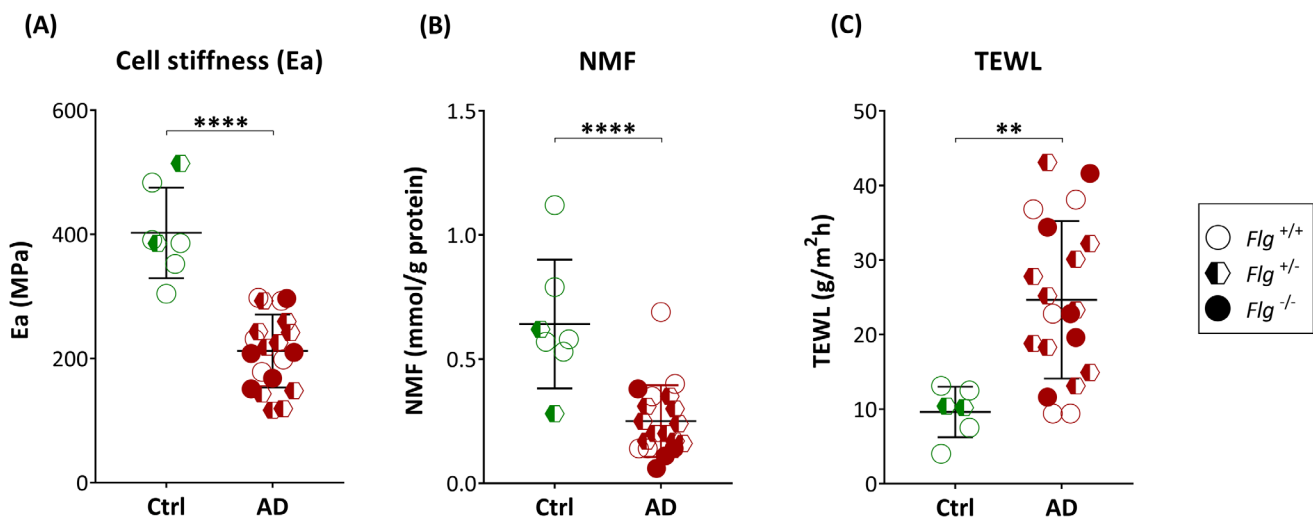 (A)
Cell stiffness (Ea)
Ea (MPa)
600
400
200
0
****
Ctrl
AD
(B)
NMF
NMF (mmol/g protein)
1.5
1.0
0.5
0.0
****
Ctrl
AD
(C)
TEWL
TEWL (g/m²h)
50
40
30
20
10
0
**
Ctrl
AD
Flg +/+
Flg +/-
Flg -/-